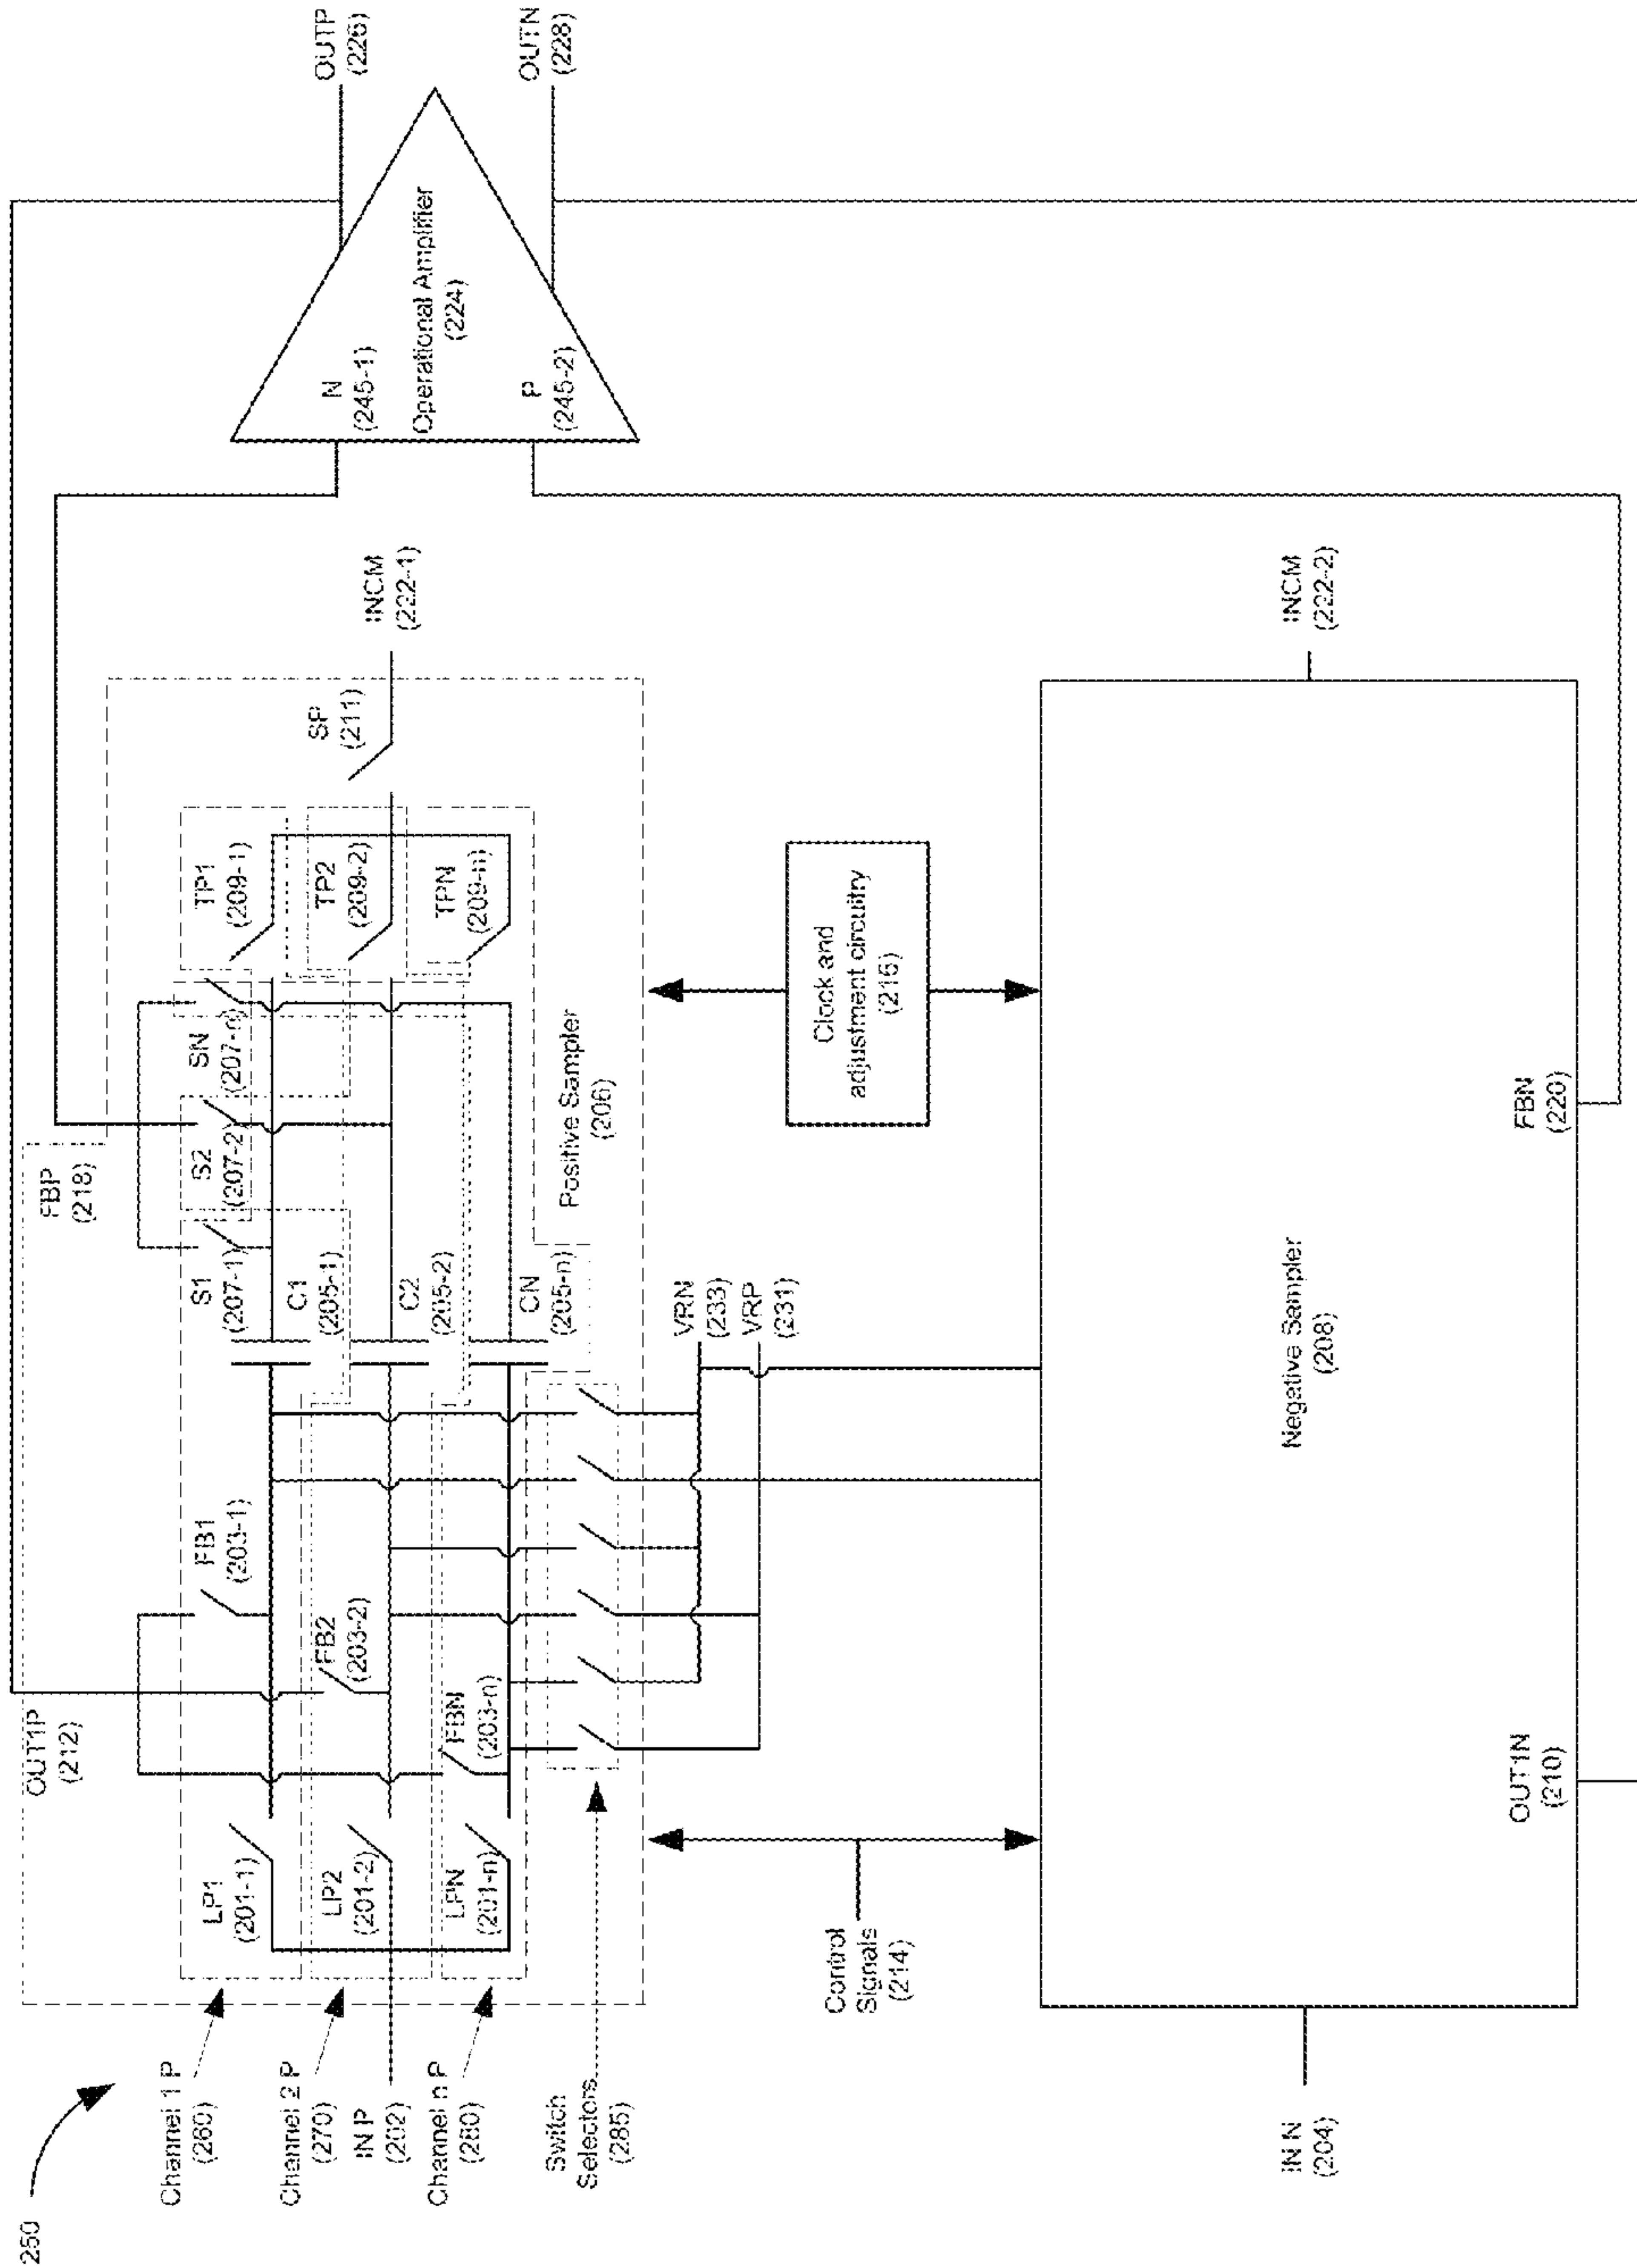 250
Channel 1 P
(260)
Channel 2 P
(270)
IN P
(202)
Channel n P
(280)
Switch
Selectors
(285)
OUT1P
(212)
FBP
(218)
LP1
(201-1)
LP2
(201-2)
LPN
(201-n)
FB1
(203-1)
FB2
(203-2)
FBN
(203-n)
S1
(207-1)
S2
(207-2)
SN
(207-n)
C1
(205-1)
C2
(205-2)
CN
(205-n)
TP1
(209-1)
TP2
(209-2)
TPN
(209-n)
SP
(211)
INCM
(222-1)
Positive Sampler
(206)
VRN
(233)
VRP
(231)
N
(245-1)
Operational Amplifier
(224)
P
(245-2)
OUTP
(226)
OUTN
(228)
Control
Signals
(214)
Clock and
adjustment circuitry
(216)
IN N
(204)
Negative Sampler
(208)
INCM
(222-2)
OUT1N
(210)
FBN
(220)